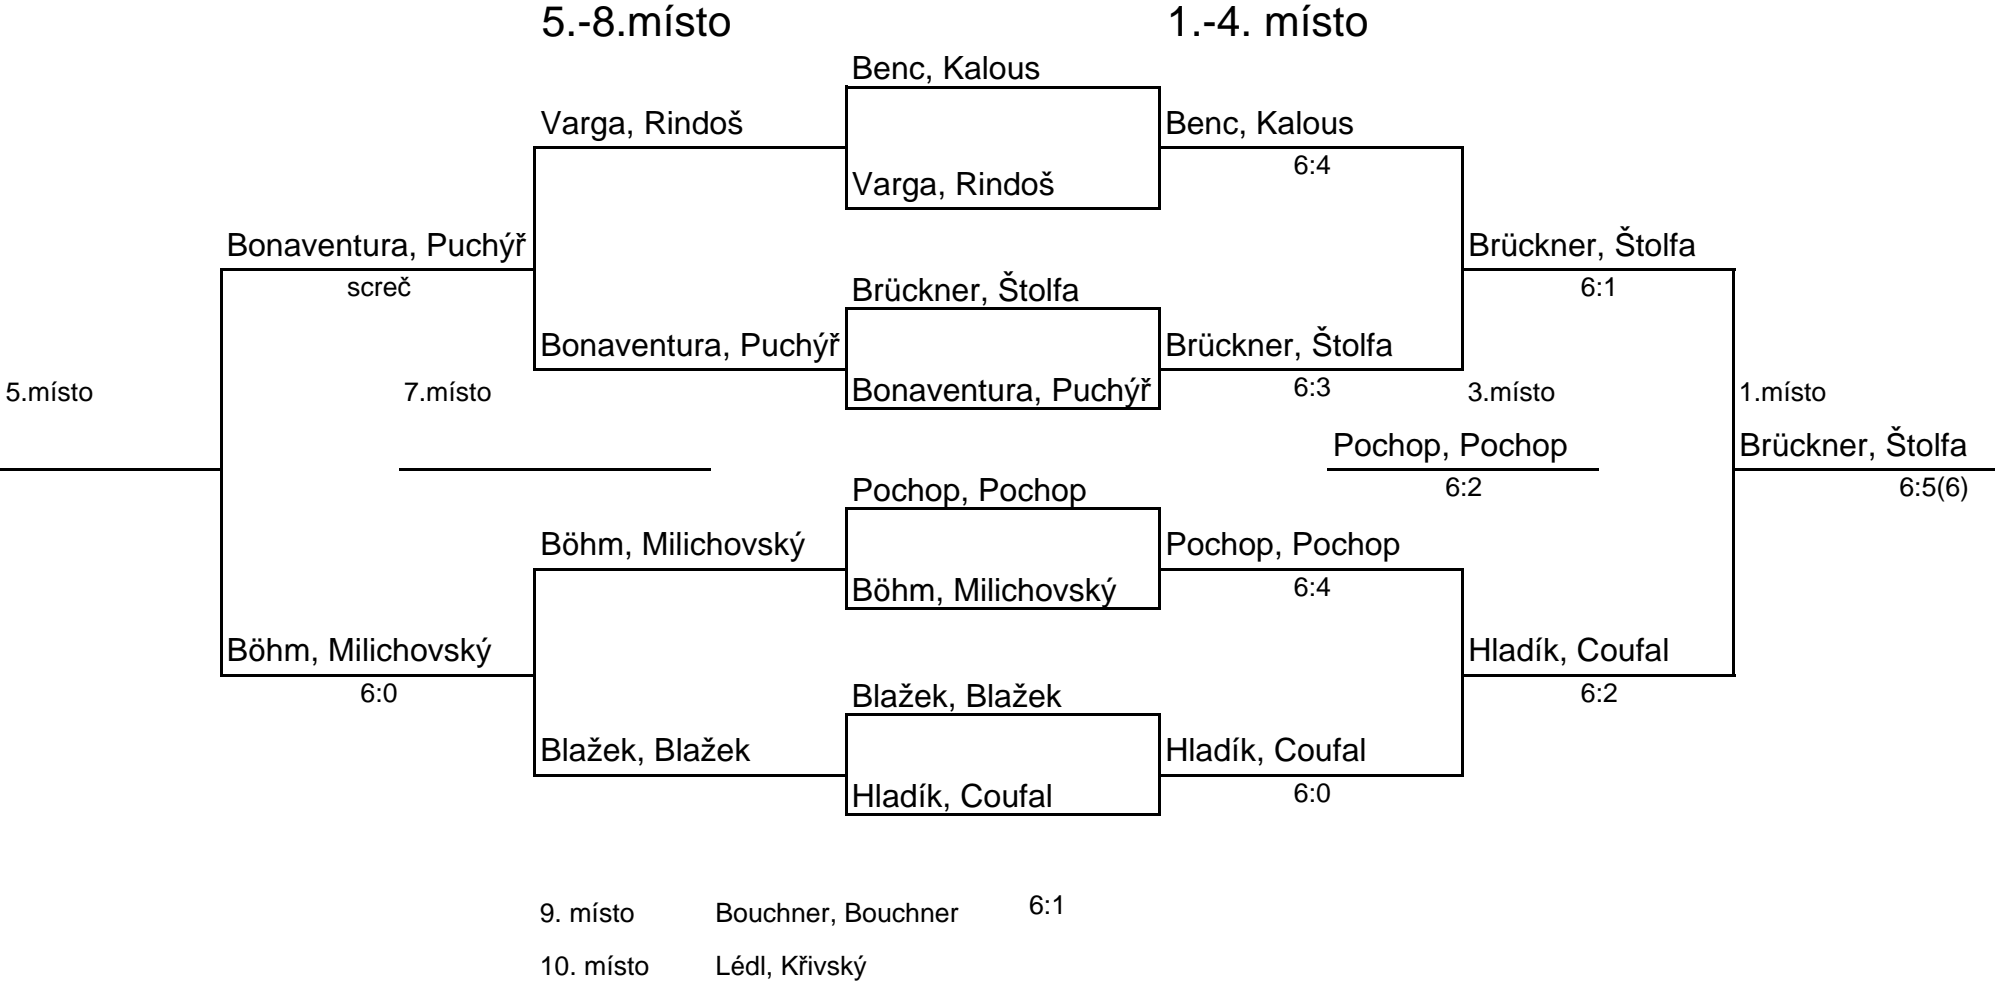 5.-8.místo 1.-4. místo
Benc, Kalous
Varga, Rindoš Benc, Kalous
6:4
Varga, Rindoš
Bonaventura, Puchýř Brückner, Štolfa
screč Brückner, Štolfa 6:1
Bonaventura, Puchýř Brückner, Štolfa
5.místo 7.místo Bonaventura, Puchýř 6:3 3.místo 1.místo
Pochop, Pochop Brückner, Štolfa
Pochop, Pochop 6:2 6:5(6)
Böhm, Milichovský Pochop, Pochop
Böhm, Milichovský 6:4
Böhm, Milichovský Hladík, Coufal
6:0 Blažek, Blažek 6:2
Blažek, Blažek Hladík, Coufal
Hladík, Coufal 6:0
9. místo Bouchner, Bouchner 6:1
10. místo Lédl, Křivský